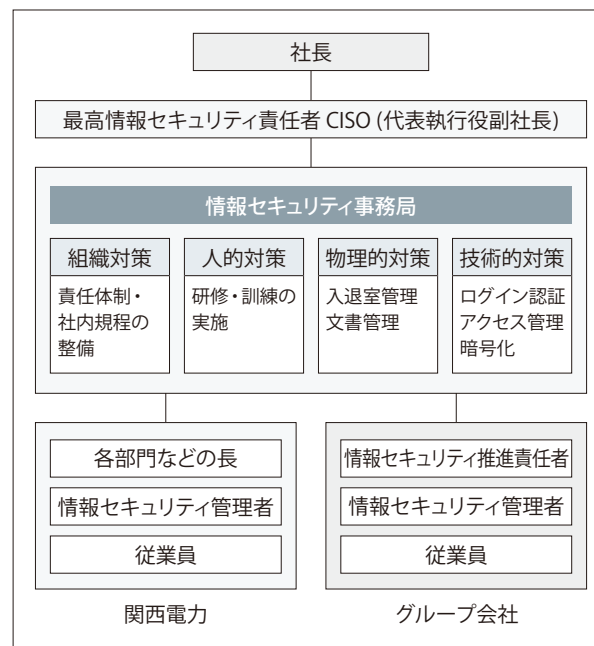 社長
最高情報セキュリティ責任者 CISO (代表執行役副社長)
情報セキュリティ事務局
組織対策
責任体制・
社内規程の
整備
人的対策
研修・訓練の
実施
物理的対策
入退室管理
文書管理
技術的対策
ログイン認証
アクセス管理
暗号化
各部門などの長
情報セキュリティ管理者
従業員
関西電力
情報セキュリティ推進責任者
情報セキュリティ管理者
従業員
グループ会社